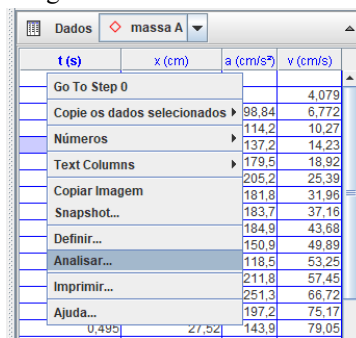 Dados massa A
t (s) x (cm) a (cm/s²) v (cm/s)
Go To Step 0
Copie os dados selecionados
Números
Text Columns
Copiar Imagem
Snapshot...
Definir...
Analisar...
Imprimir...
Ajuda...
4,079
98,84 6,772
114,2 10,27
137,2 14,23
179,5 18,92
205,2 25,39
181,8 31,96
183,7 37,16
184,9 43,68
150,9 49,89
118,5 53,25
211,8 57,45
251,3 66,72
197,2 75,17
0,495 27,52 143,9 79,05